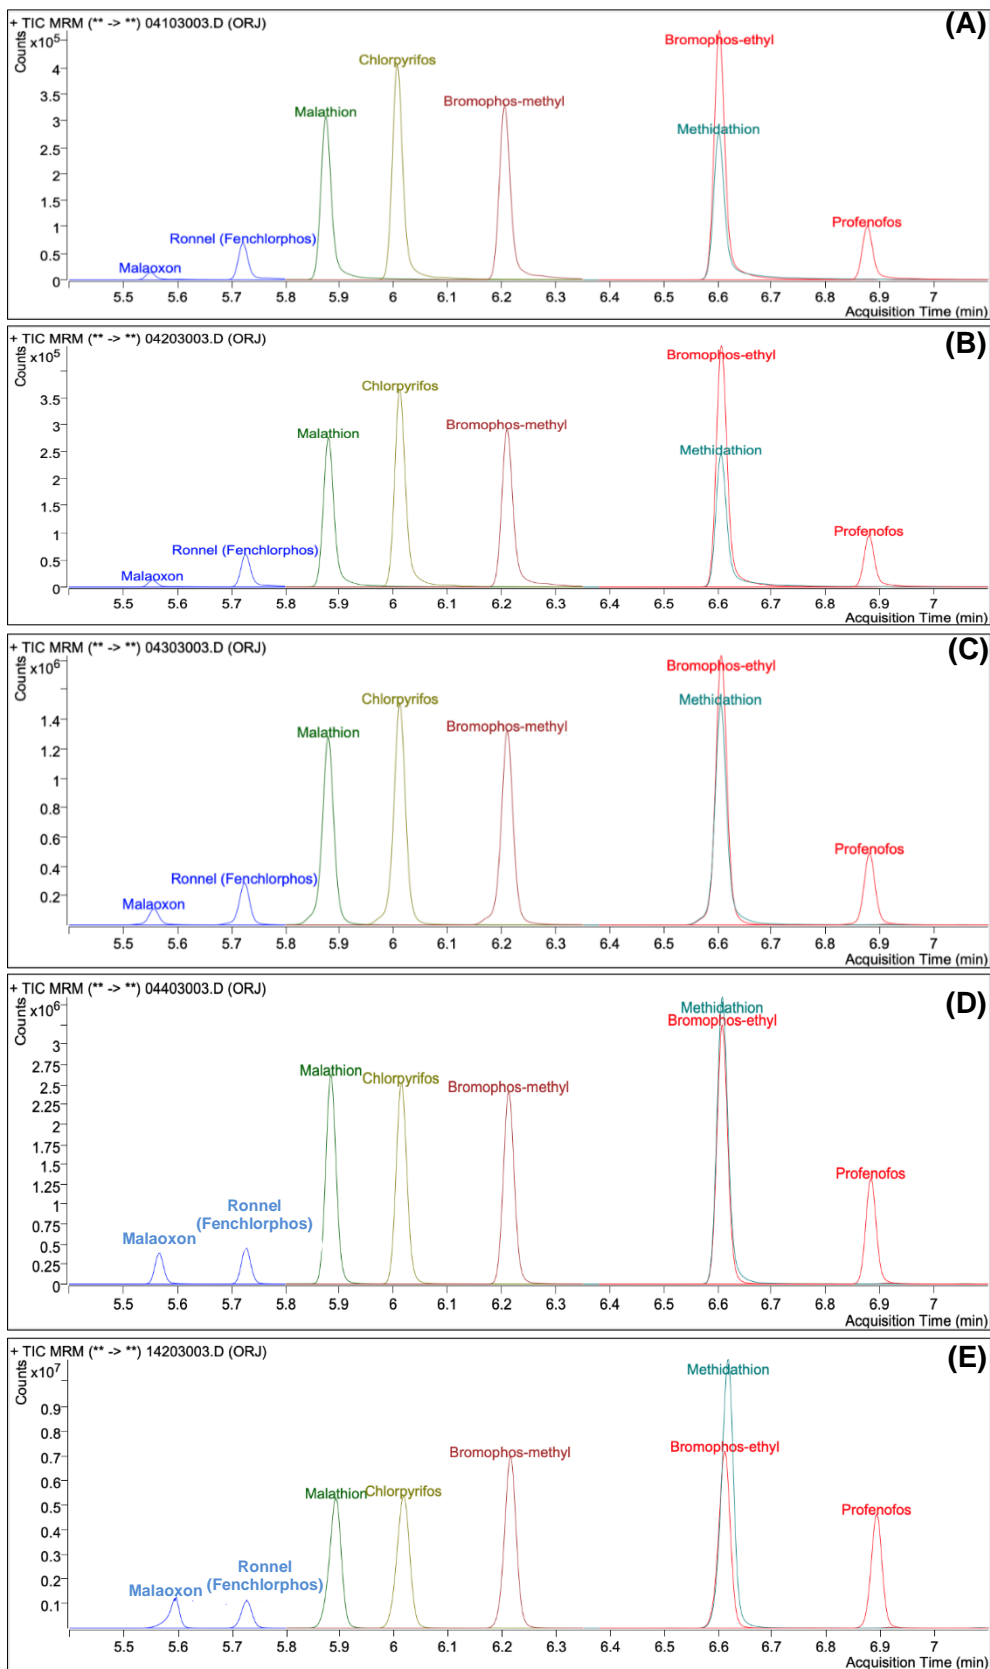 + TIC MRM (** -> **) 04103003.D (ORJ)
(A)
Counts
x10⁵
4
3.5
3
2.5
2
1.5
1
0.5
0
Malaoxon
Ronnel (Fenchlorphos)
Malathion
Chlorpyrifos
Bromophos-methyl
Bromophos-ethyl
Methidathion
Profenofos
5.5 5.6 5.7 5.8 5.9 6 6.1 6.2 6.3 6.4 6.5 6.6 6.7 6.8 6.9 7
Acquisition Time (min)
+ TIC MRM (** -> **) 04203003.D (ORJ)
(B)
Counts
x10⁵
3.5
3
2.5
2
1.5
1
0.5
0
Malaoxon
Ronnel (Fenchlorphos)
Malathion
Chlorpyrifos
Bromophos-methyl
Bromophos-ethyl
Methidathion
Profenofos
5.5 5.6 5.7 5.8 5.9 6 6.1 6.2 6.3 6.4 6.5 6.6 6.7 6.8 6.9 7
Acquisition Time (min)
+ TIC MRM (** -> **) 04303003.D (ORJ)
(C)
Counts
x10⁶
1.4
1.2
1
0.8
0.6
0.4
0.2
Malaoxon
Ronnel (Fenchlorphos)
Malathion
Chlorpyrifos
Bromophos-methyl
Bromophos-ethyl
Methidathion
Profenofos
5.5 5.6 5.7 5.8 5.9 6 6.1 6.2 6.3 6.4 6.5 6.6 6.7 6.8 6.9 7
Acquisition Time (min)
+ TIC MRM (** -> **) 04403003.D (ORJ)
(D)
Counts
x10⁶
3
2.75
2.5
2.25
2
1.75
1.5
1.25
1
0.75
0.5
0.25
0
Malaoxon
Ronnel
(Fenchlorphos)
Malathion
Chlorpyrifos
Bromophos-methyl
Methidathion
Bromophos-ethyl
Profenofos
5.5 5.6 5.7 5.8 5.9 6 6.1 6.2 6.3 6.4 6.5 6.6 6.7 6.8 6.9 7
Acquisition Time (min)
+ TIC MRM (** -> **) 14203003.D (ORJ)
(E)
Counts
x10⁷
0.9
0.8
0.7
0.6
0.5
0.4
0.3
0.2
0.1
Malaoxon
Ronnel
(Fenchlorphos)
Malathion
Chlorpyrifos
Bromophos-methyl
Methidathion
Bromophos-ethyl
Profenofos
5.5 5.6 5.7 5.8 5.9 6 6.1 6.2 6.3 6.4 6.5 6.6 6.7 6.8 6.9 7
Acquisition Time (min)